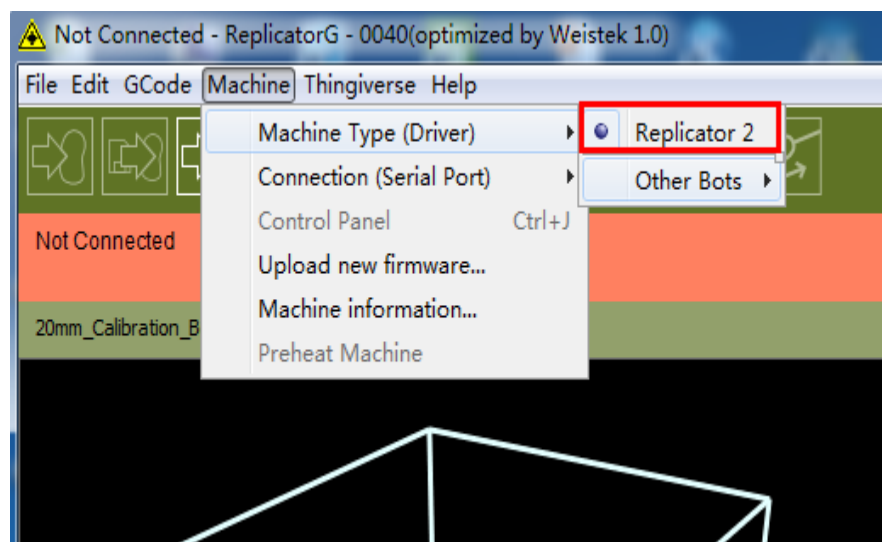 Not Connected - ReplicatorG - 0040(optimized by Weistek 1.0)
File Edit GCode Machine Thingiverse Help
Machine Type (Driver)
Replicator 2
Connection (Serial Port)
Other Bots
Control Panel Ctrl+J
Not Connected
Upload new firmware...
Machine information...
20mm_Calibration_B
Preheat Machine